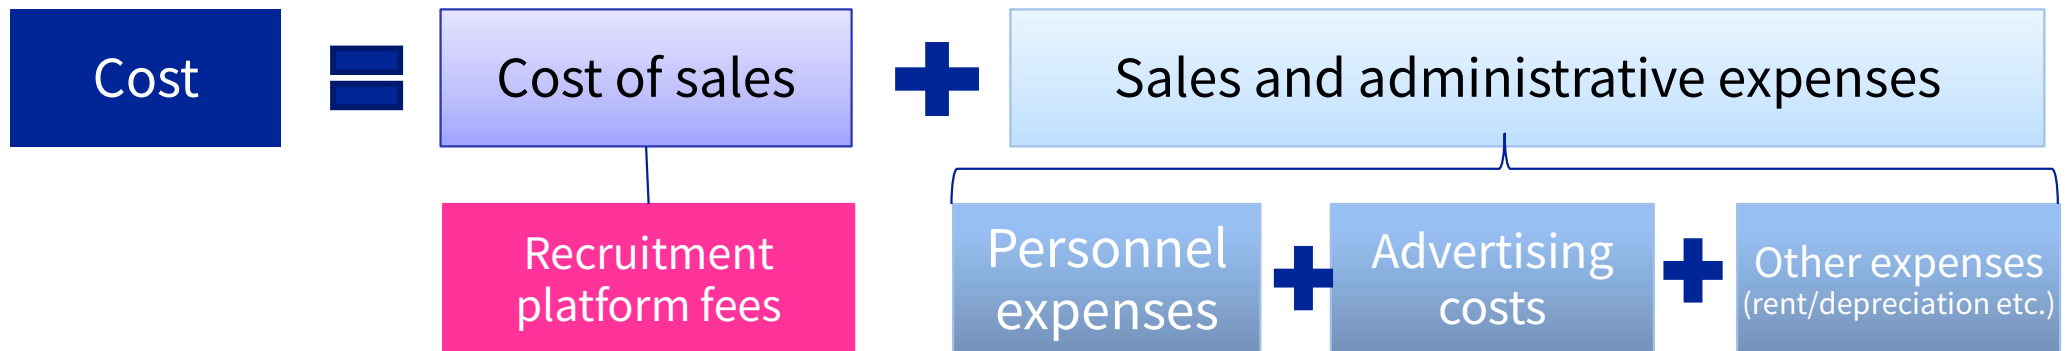 Cost
Cost of sales
Sales and administrative expenses
Recruitment
platform fees
Personnel
expenses
Advertising
costs
Other expenses
(rent/depreciation etc.)